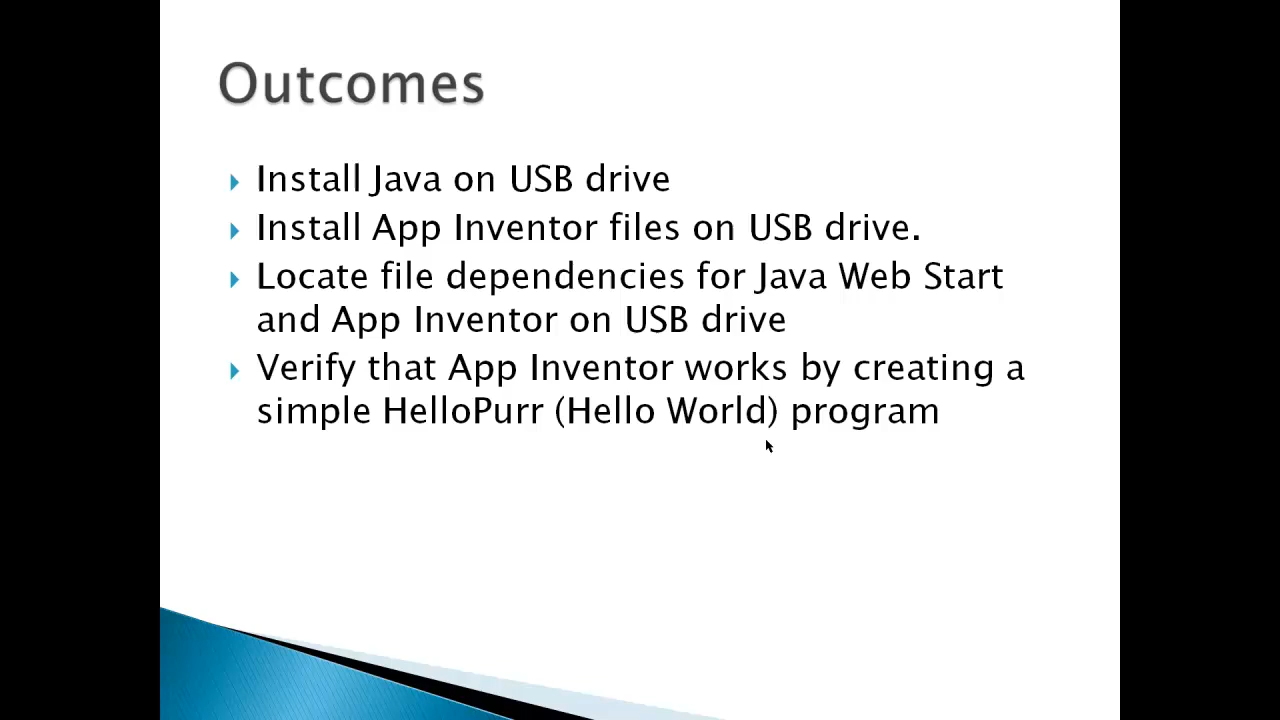 Outcomes
Install Java on USB drive
Install App Inventor files on USB drive.
Locate file dependencies for Java Web Start
and App Inventor on USB drive
Verify that App Inventor works by creating a
simple HelloPurr (Hello World) program